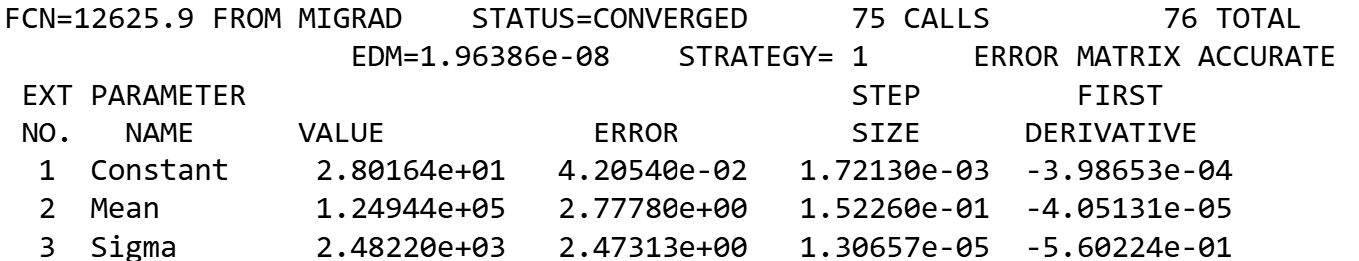 FCN=12625.9 FROM MIGRAD    STATUS=CONVERGED      75 CALLS          76 TOTAL
                    EDM=1.96386e-08    STRATEGY= 1      ERROR MATRIX ACCURATE
 EXT PARAMETER                                   STEP         FIRST
 NO.   NAME      VALUE            ERROR          SIZE      DERIVATIVE
  1  Constant     2.80164e+01   4.20540e-02   1.72130e-03  -3.98653e-04
  2  Mean         1.24944e+05   2.77780e+00   1.52260e-01  -4.05131e-05
  3  Sigma        2.48220e+03   2.47313e+00   1.30657e-05  -5.60224e-01